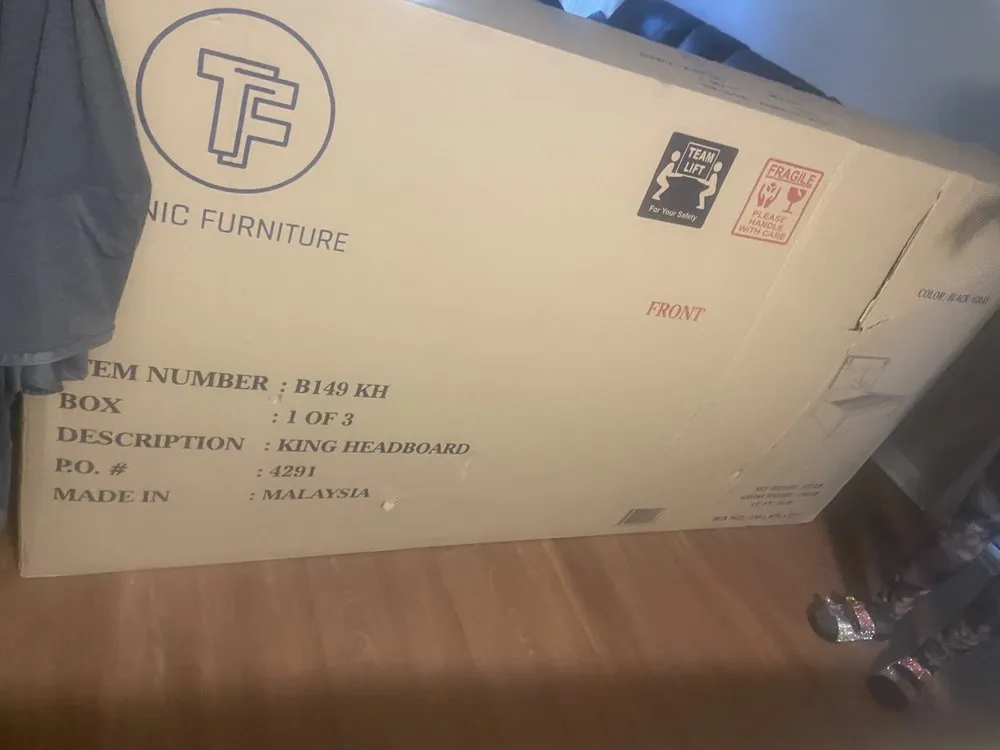 TF
NIC FURNITURE
TEAM
LIFT
For Your Safety
FRAGILE
PLEASE
HANDLE
WITH CARE
FRONT
COLOR: BLACK/GRAY
TEM NUMBER : B149 KH
BOX : 1 OF 3
DESCRIPTION : KING HEADBOARD
P.O. # : 4291
MADE IN : MALAYSIA